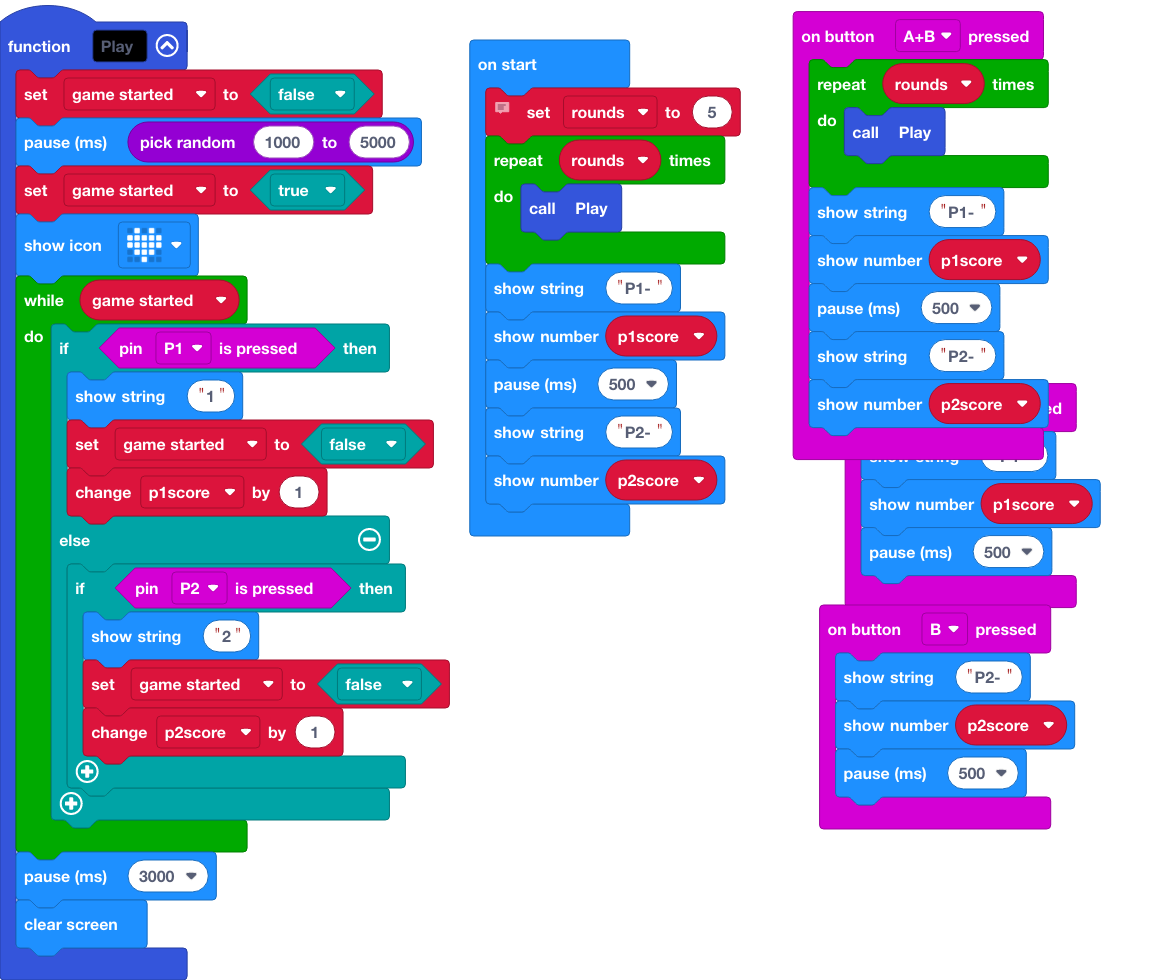 function Play
set game started to false
pause (ms) pick random 1000 to 5000
set game started to true
show icon
while game started
do
if pin P1 is pressed then
show string "1"
set game started to false
change p1score by 1
else
if pin P2 is pressed then
show string "2"
set game started to false
change p2score by 1
pause (ms) 3000
clear screen
on start
set rounds to 5
repeat rounds times
do call Play
show string "P1- "
show number p1score
pause (ms) 500
show string "P2- "
show number p2score
on button A+B pressed
repeat rounds times
do call Play
show string "P1- "
show number p1score
pause (ms) 500
show string "P2- "
show number p2score
ed
show string
show number p1score
pause (ms) 500
on button B pressed
show string "P2- "
show number p2score
pause (ms) 500